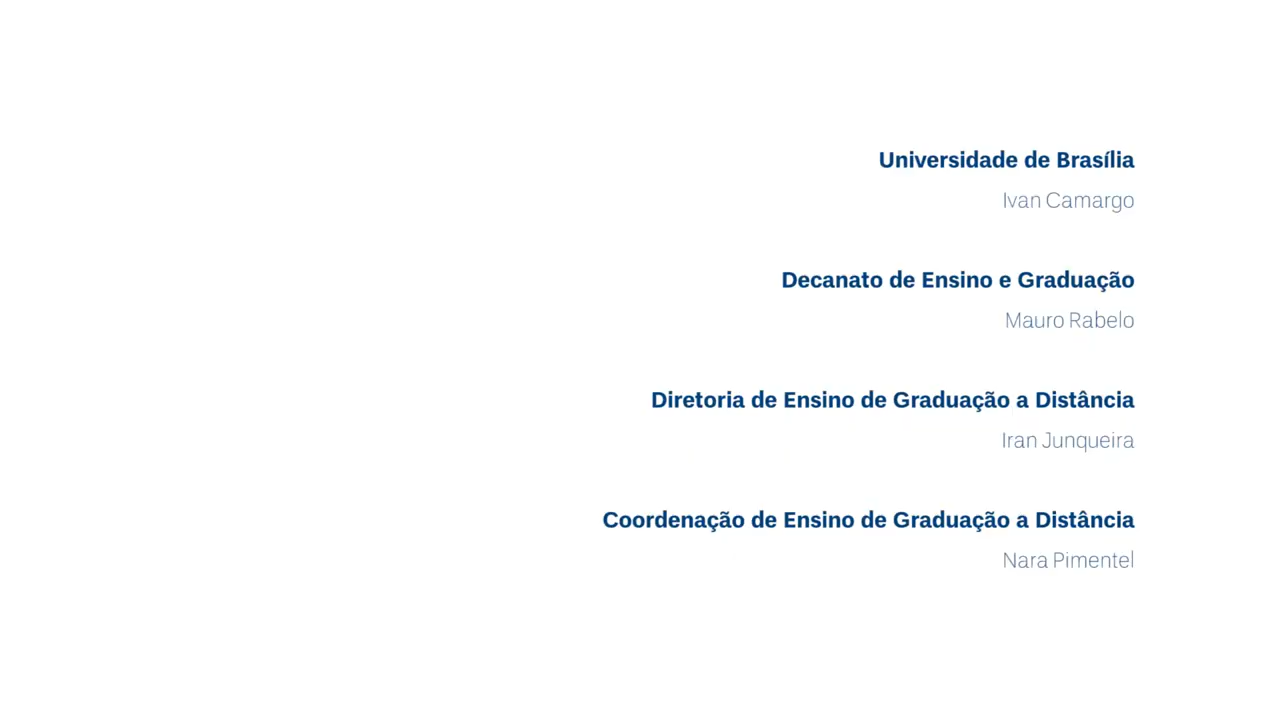 Universidade de Brasília
Ivan Camargo
Decanato de Ensino e Graduação
Mauro Rabelo
Diretoria de Ensino de Graduação a Distância
Iran Junqueira
Coordenação de Ensino de Graduação a Distância
Nara Pimentel